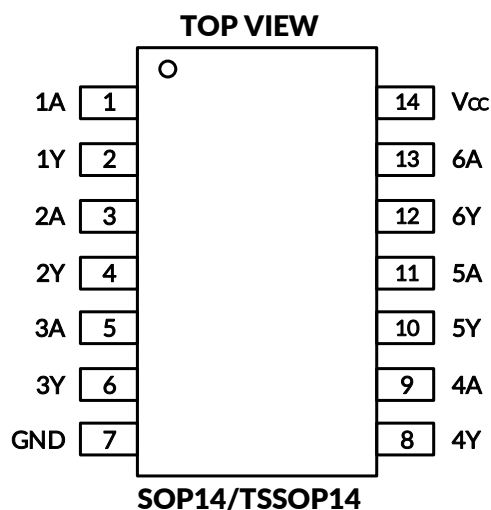 TOP VIEW
1A 1 14 Vcc
1Y 2 13 6A
2A 3 12 6Y
2Y 4 11 5A
3A 5 10 5Y
3Y 6 9 4A
GND 7 8 4Y
SOP14/TSSOP14